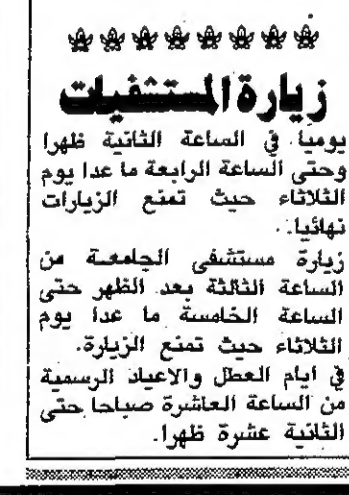 زيارة المستشفيات
يوميا في الساعة الثانية ظهرا
وحتى الساعة الرابعة ما عدا يوم
الثلاثاء حيث تمنع الزيارات
نهائيا.
زيارة مستشفى الجامعة من
الساعة الثالثة بعد الظهر حتى
الساعة الخامسة ما عدا يوم
الثلاثاء حيث تمنع الزيارة.
في ايام العطل والاعياد الرسمية
من الساعة العاشرة صباحا حتى
الثانية عشرة ظهرا.